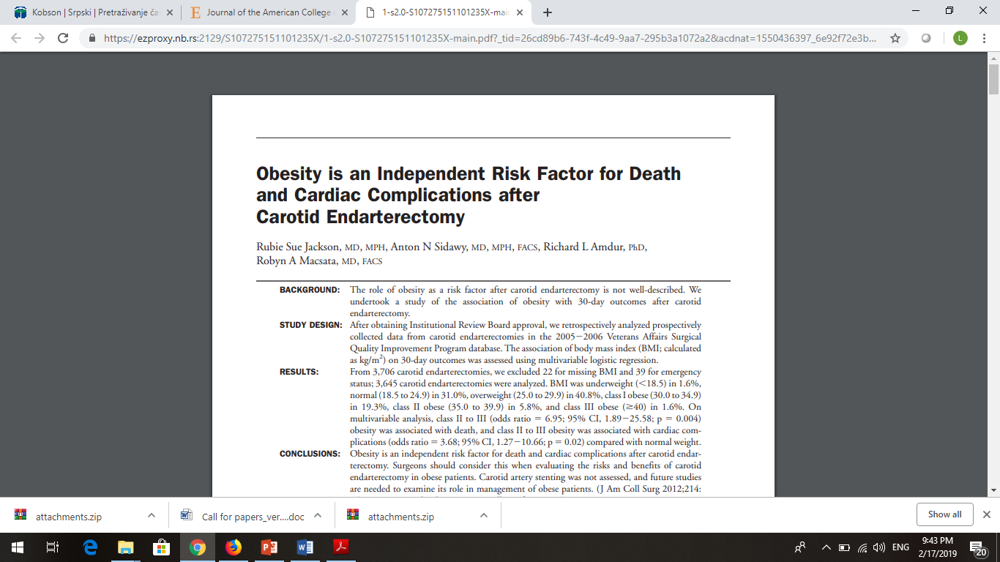 Kobson | Srpski | Pretraživanje ča
Journal of the American College
1-s2.0-S107275151101235X-mai
https://ezproxy.nb.rs:2129/S107275151101235X/1-s2.0-S107275151101235X-main.pdf?_tid=26cd89b6-743f-4c49-9aa7-295b3a1072a2&acdnat=1550436397_6e92f72e3b...
L
Obesity is an Independent Risk Factor for Death
and Cardiac Complications after
Carotid Endarterectomy
Rubie Sue Jackson, MD, MPH, Anton N Sidawy, MD, MPH, FACS, Richard L Amdur, PhD,
Robyn A Macsata, MD, FACS
BACKGROUND: The role of obesity as a risk factor after carotid endarterectomy is not well-described. We
undertook a study of the association of obesity with 30-day outcomes after carotid
endarterectomy.
STUDY DESIGN: After obtaining Institutional Review Board approval, we retrospectively analyzed prospectively
collected data from carotid endarterectomies in the 2005−2006 Veterans Affairs Surgical
Quality Improvement Program database. The association of body mass index (BMI; calculated
as kg/m²) on 30-day outcomes was assessed using multivariable logistic regression.
RESULTS: From 3,706 carotid endarterectomies, we excluded 22 for missing BMI and 39 for emergency
status; 3,645 carotid endarterectomies were analyzed. BMI was underweight (<18.5) in 1.6%,
normal (18.5 to 24.9) in 31.0%, overweight (25.0 to 29.9) in 40.8%, class I obese (30.0 to 34.9)
in 19.3%, class II obese (35.0 to 39.9) in 5.8%, and class III obese (≥40) in 1.6%. On
multivariable analysis, class II to III (odds ratio = 6.95; 95% CI, 1.89−25.58; p = 0.004)
obesity was associated with death, and class II to III obesity was associated with cardiac com-
plications (odds ratio = 3.68; 95% CI, 1.27−10.66; p = 0.02) compared with normal weight.
CONCLUSIONS: Obesity is an independent risk factor for death and cardiac complications after carotid endar-
terectomy. Surgeons should consider this when evaluating the risks and benefits of carotid
endarterectomy in obese patients. Carotid artery stenting was not assessed, and future studies
are needed to examine its role in management of obese patients. (J Am Coll Surg 2012;214:
attachments.zip
Call for papers_ver....doc
attachments.zip
Show all
ENG
9:43 PM
2/17/2019
20